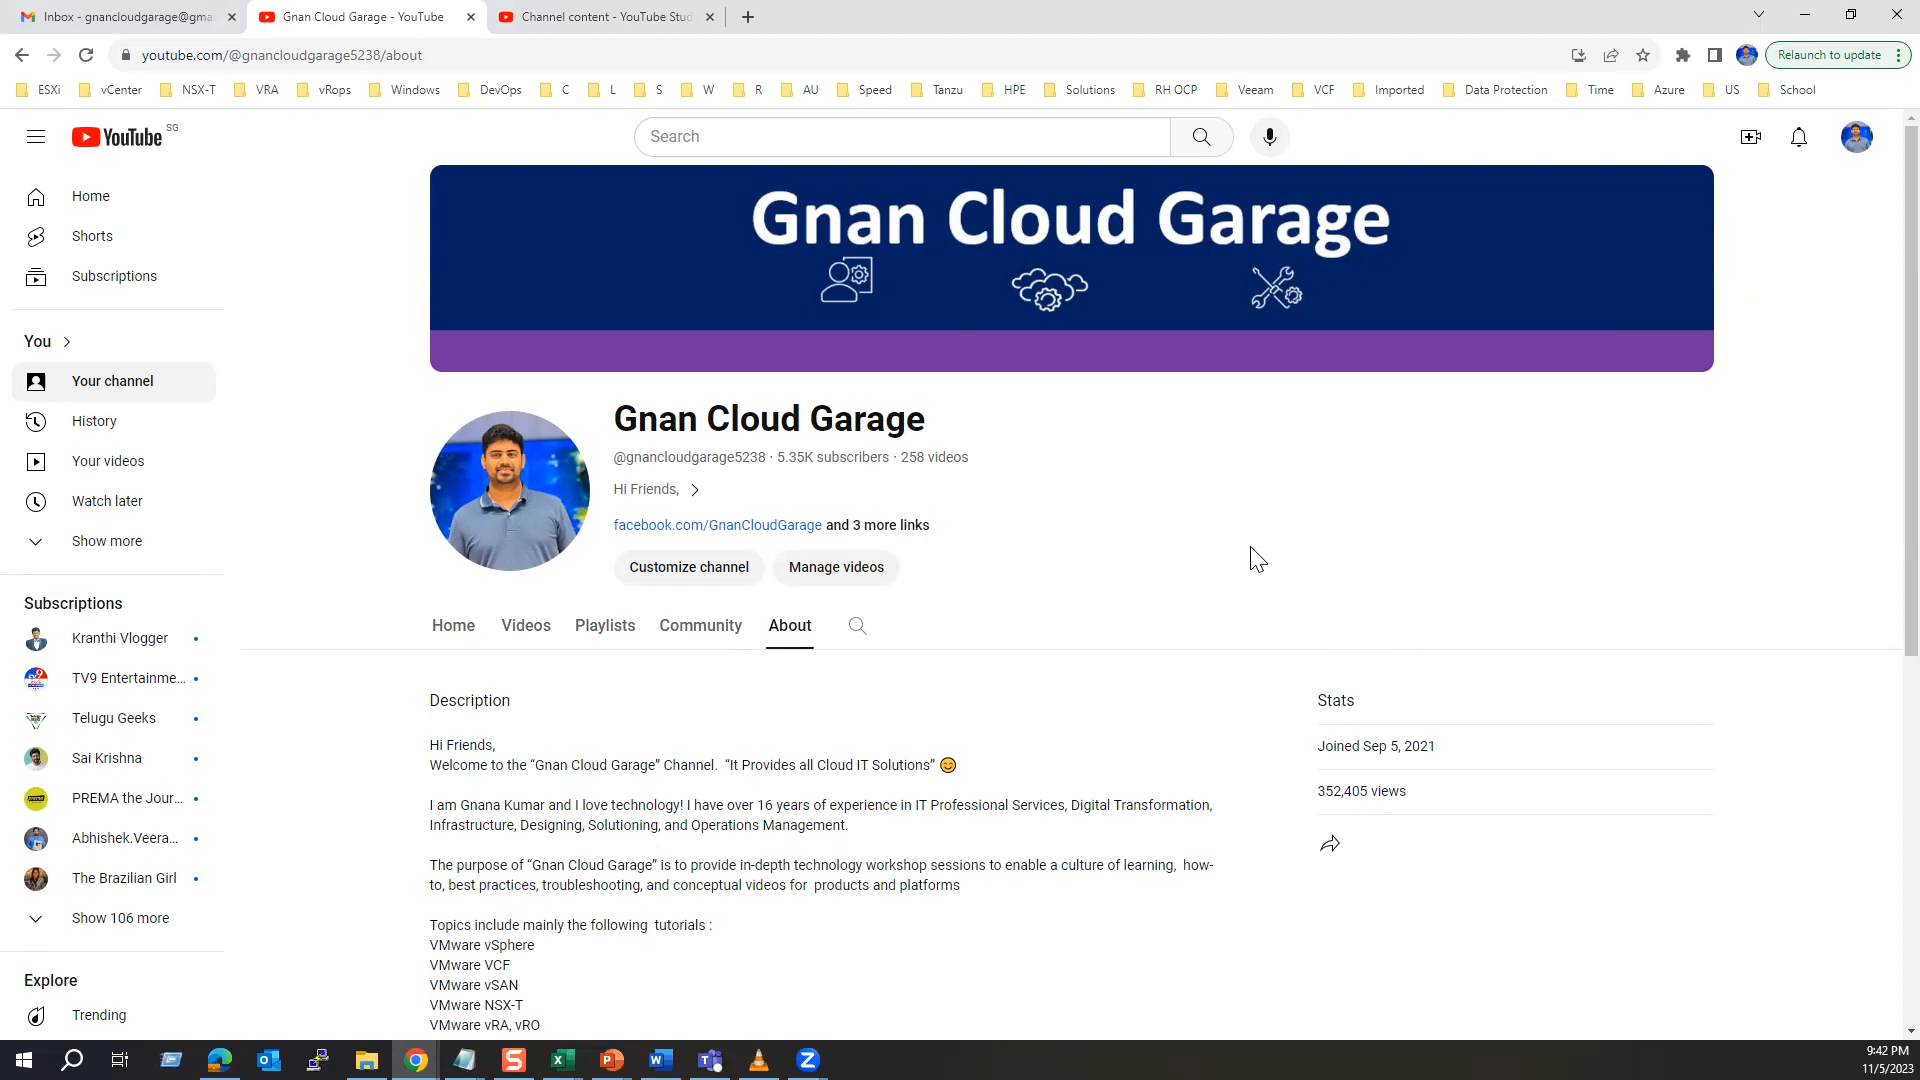 Inbox - gnancloudgarage@gma
Gnan Cloud Garage - YouTube
Channel content - YouTube Stud
youtube.com/@gnancloudgarage5238/about
Relaunch to update
ESXi
vCenter
NSX-T
VRA
vRops
Windows
DevOps
C
L
S
W
R
AU
Speed
Tanzu
HPE
Solutions
RH OCP
Veeam
VCF
Imported
Data Protection
Time
Azure
US
School
YouTube SG
Search
Home
Shorts
Subscriptions
You
Your channel
History
Your videos
Watch later
Show more
Subscriptions
Kranthi Vlogger
TV9 Entertainme...
Telugu Geeks
Sai Krishna
PREMA the Jour...
Abhishek.Veera...
The Brazilian Girl
Show 106 more
Explore
Trending
Gnan Cloud Garage
Gnan Cloud Garage
@gnancloudgarage5238 · 5.35K subscribers · 258 videos
Hi Friends,
facebook.com/GnanCloudGarage and 3 more links
Customize channel
Manage videos
Home
Videos
Playlists
Community
About
Description
Hi Friends,
Welcome to the “Gnan Cloud Garage” Channel. “It Provides all Cloud IT Solutions” 😊
I am Gnana Kumar and I love technology! I have over 16 years of experience in IT Professional Services, Digital Transformation,
Infrastructure, Designing, Solutioning, and Operations Management.
The purpose of “Gnan Cloud Garage” is to provide in-depth technology workshop sessions to enable a culture of learning, how-
to, best practices, troubleshooting, and conceptual videos for products and platforms
Topics include mainly the following tutorials :
VMware vSphere
VMware VCF
VMware vSAN
VMware NSX-T
VMware vRA, vRO
Stats
Joined Sep 5, 2021
352,405 views
9:42 PM
11/5/2023